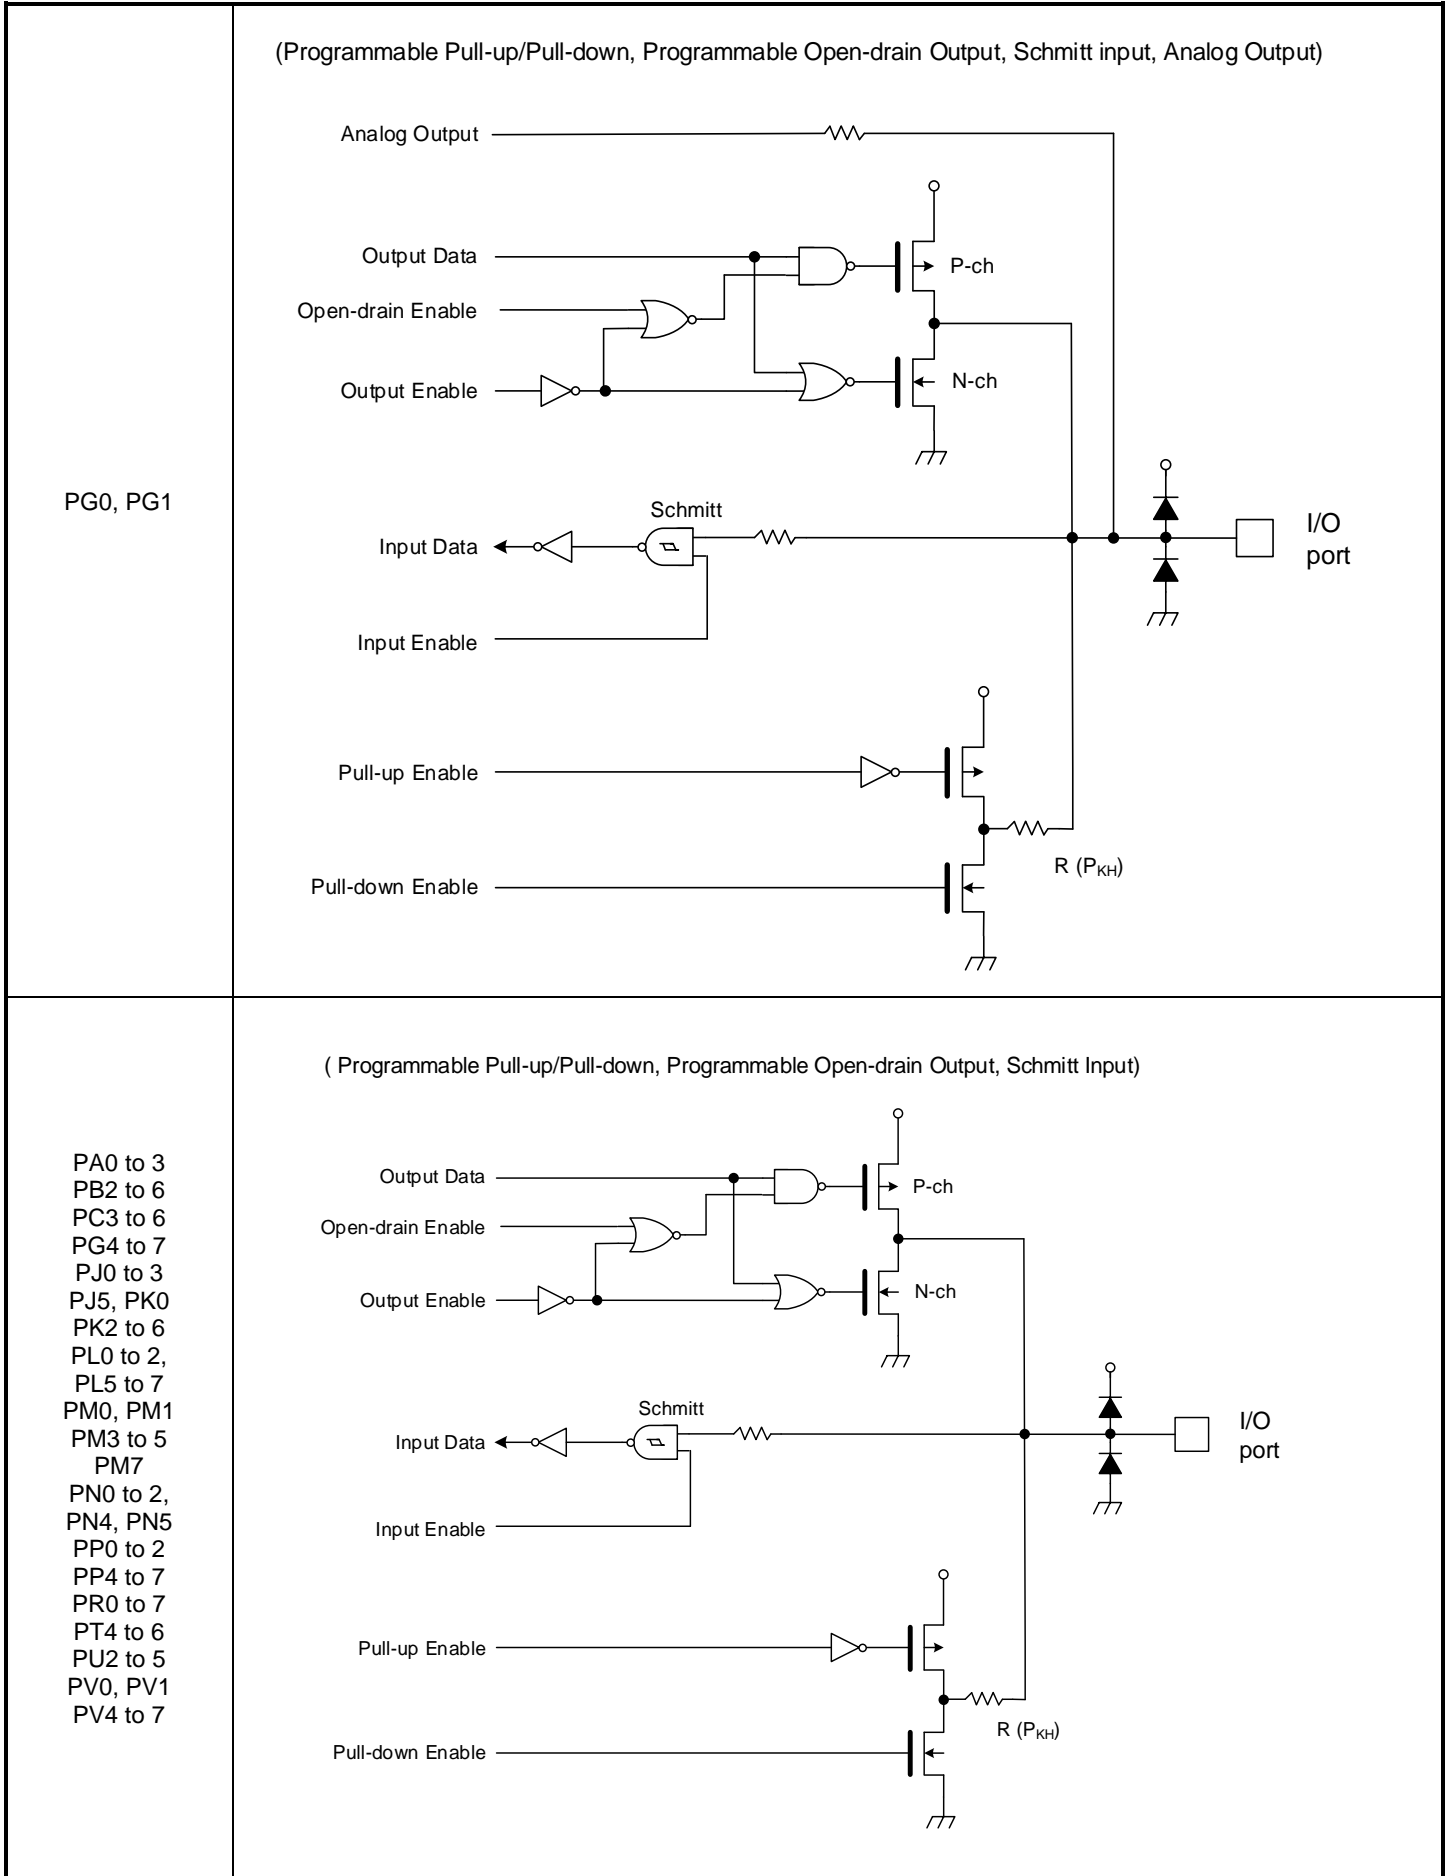 (Programmable Pull-up/Pull-down, Programmable Open-drain Output, Schmitt input, Analog Output)
Analog Output
Output Data
P-ch
Open-drain Enable
Output Enable
N-ch
PG0, PG1
Schmitt
Input Data
I/O
port
Input Enable
Pull-up Enable
R (PKH)
Pull-down Enable
( Programmable Pull-up/Pull-down, Programmable Open-drain Output, Schmitt Input)
PA0 to 3
PB2 to 6
PC3 to 6
PG4 to 7
PJ0 to 3
PJ5, PK0
PK2 to 6
PL0 to 2,
PL5 to 7
PM0, PM1
PM3 to 5
PM7
PN0 to 2,
PN4, PN5
PP0 to 2
PP4 to 7
PR0 to 7
PT4 to 6
PU2 to 5
PV0, PV1
PV4 to 7
Output Data
P-ch
Open-drain Enable
Output Enable
N-ch
Schmitt
Input Data
I/O
port
Input Enable
Pull-up Enable
R (PKH)
Pull-down Enable